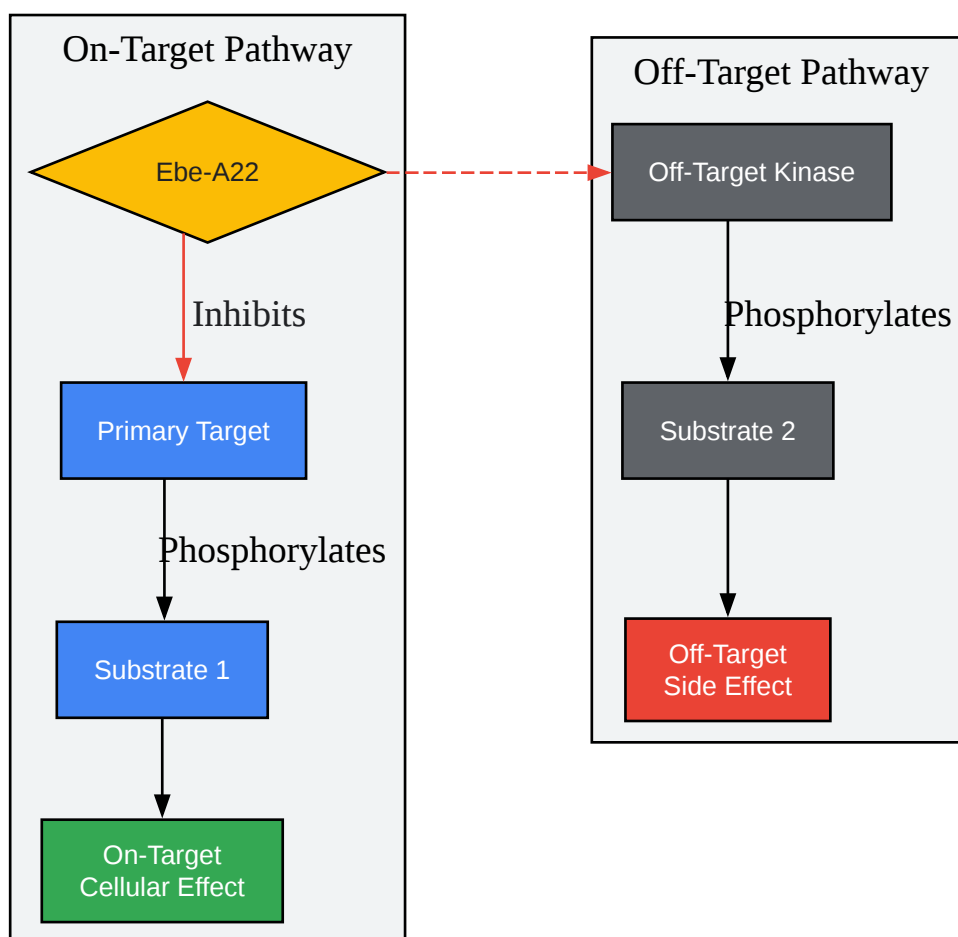 On-Target Pathway
Ebe-A22
Inhibits
Primary Target
Phosphorylates
Substrate 1
On-Target
Cellular Effect
Off-Target Pathway
Off-Target Kinase
Phosphorylates
Substrate 2
Off-Target
Side Effect